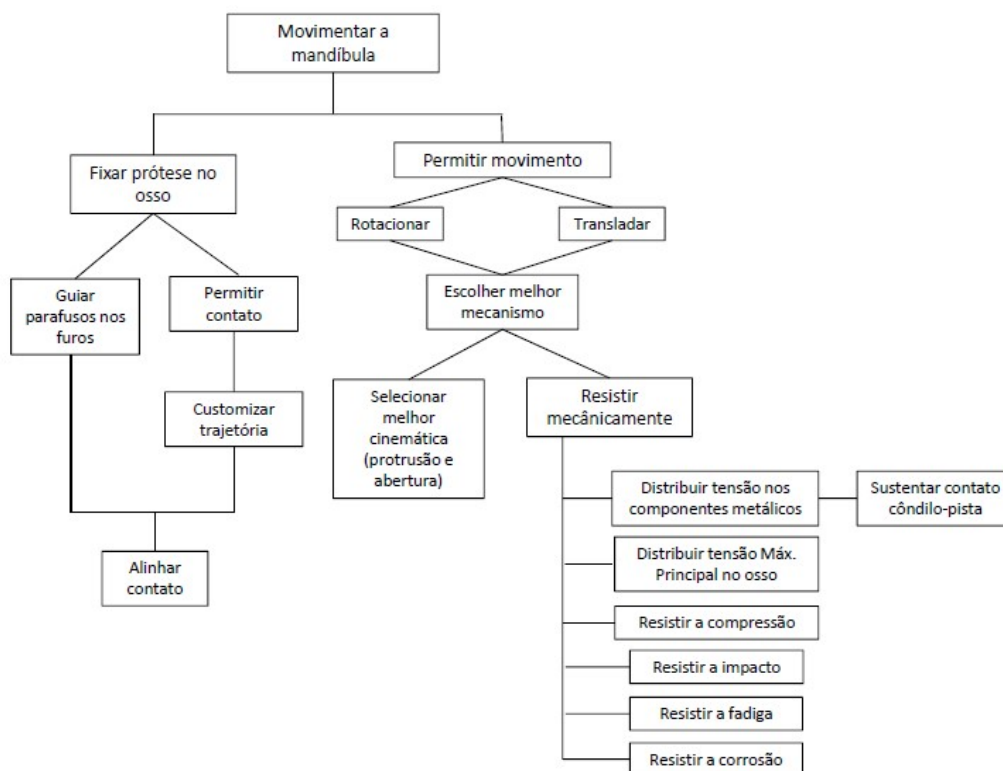 Movimentar a
mandíbula
Fixar prótese no
osso
Permitir movimento
Rotacionar
Transladar
Guiar
parafusos nos
furos
Permitir
contato
Escolher melhor
mecanismo
Customizar
trajetória
Selecionar
melhor
cinemática
(protrusão e
abertura)
Resistir
mecânicamente
Alinhar
contato
Distribuir tensão nos
componentes metálicos
Sustentar contato
côndilo-pista
Distribuir tensão Máx.
Principal no osso
Resistir a compressão
Resistir a impacto
Resistir a fadiga
Resistir a corrosão